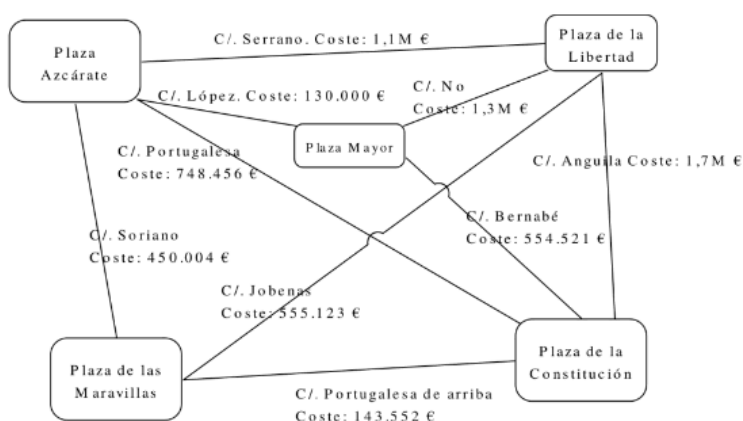 C/. Serrano. Coste: 1,1M €
Plaza
Azcárate
Plaza de la
Libertad
C/. López. Coste: 130.000 €
C/. No
Coste: 1,3M €
Plaza Mayor
C/. Portugalesa
Coste: 748.456 €
C/. Anguila Coste: 1,7M €
C/. Bernabé
Coste: 554.521 €
C/. Soriano
Coste: 450.004 €
C/. Jobenas
Coste: 555.123 €
Plaza de las
Maravillas
Plaza de la
Constitución
C/. Portugalesa de arriba
Coste: 143.552 €